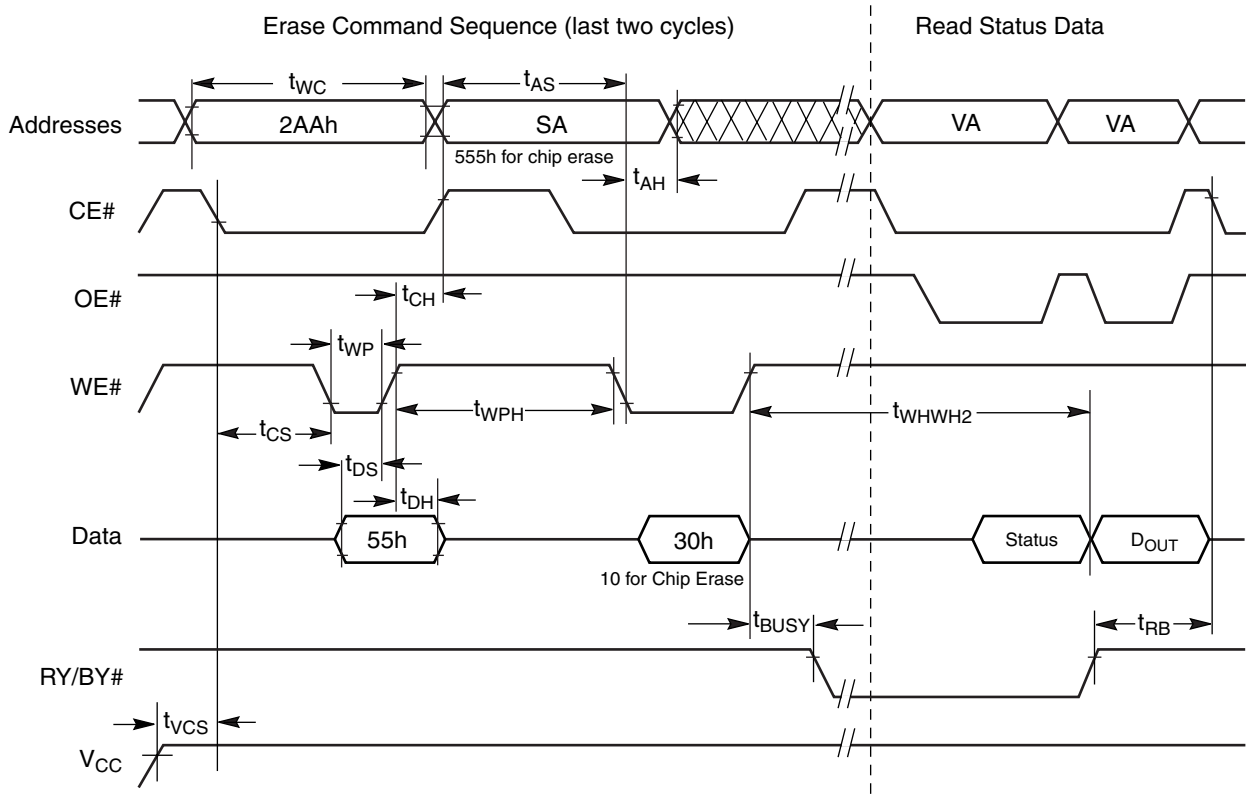 Erase Command Sequence (last two cycles)
Read Status Data
tWC
tAS
Addresses
2AAh
SA
VA
VA
555h for chip erase
tAH
CE#
OE#
tCH
tWP
WE#
tWPH
tWHWH2
tCS
tDS
tDH
Data
55h
30h
Status
DOUT
10 for Chip Erase
tBUSY
tRB
RY/BY#
tVCS
VCC